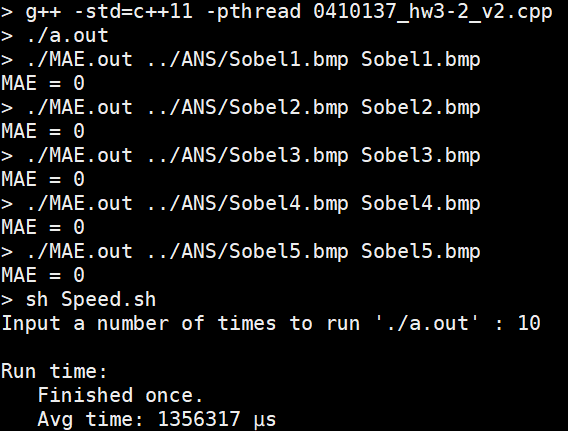 > g++ -std=c++11 -pthread 0410137_hw3-2_v2.cpp
> ./a.out
> ./MAE.out ../ANS/Sobel1.bmp Sobel1.bmp
MAE = 0
> ./MAE.out ../ANS/Sobel2.bmp Sobel2.bmp
MAE = 0
> ./MAE.out ../ANS/Sobel3.bmp Sobel3.bmp
MAE = 0
> ./MAE.out ../ANS/Sobel4.bmp Sobel4.bmp
MAE = 0
> ./MAE.out ../ANS/Sobel5.bmp Sobel5.bmp
MAE = 0
> sh Speed.sh
Input a number of times to run './a.out' : 10

Run time:
   Finished once.
   Avg time: 1356317 µs